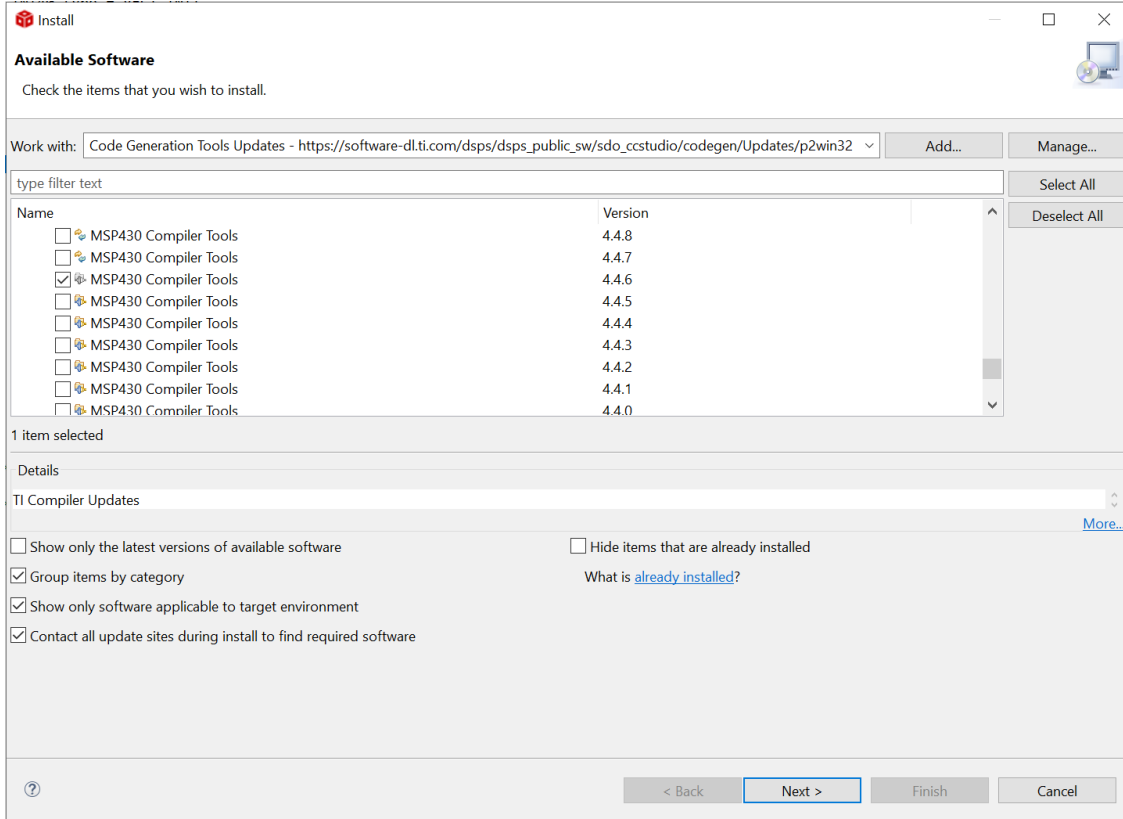 Install
Available Software
Check the items that you wish to install.
Work with: Code Generation Tools Updates - https://software-dl.ti.com/dsps/dsps_public_sw/sdo_ccstudio/codegen/Updates/p2win32 Add... Manage...
type filter text Select All
Name Version Deselect All
MSP430 Compiler Tools 4.4.8
MSP430 Compiler Tools 4.4.7
MSP430 Compiler Tools 4.4.6
MSP430 Compiler Tools 4.4.5
MSP430 Compiler Tools 4.4.4
MSP430 Compiler Tools 4.4.3
MSP430 Compiler Tools 4.4.2
MSP430 Compiler Tools 4.4.1
MSP430 Compiler Tools 4.4.0
1 item selected
Details
TI Compiler Updates
More...
Show only the latest versions of available software Hide items that are already installed
Group items by category What is already installed?
Show only software applicable to target environment
Contact all update sites during install to find required software
? < Back Next > Finish Cancel